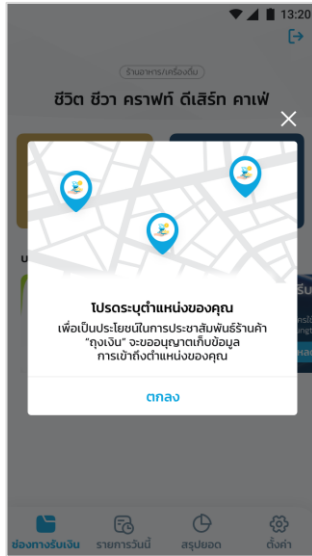 13:20
ร้านอาหาร/เครื่องดื่ม
ชีวิต ชีวา คราฟท์ ดีเสิร์ท คาเฟ่
โปรดระบุตำแหน่งของคุณ
เพื่อเป็นประโยชน์ในการประชาสัมพันธ์ร้านค้า
“ถุงเงิน” จะขออนุญาตเก็บข้อมูล
การเข้าถึงตำแหน่งของคุณ
ตกลง
ช่องทางรับเงิน
รายการวันนี้
สรุปยอด
ตั้งค่า